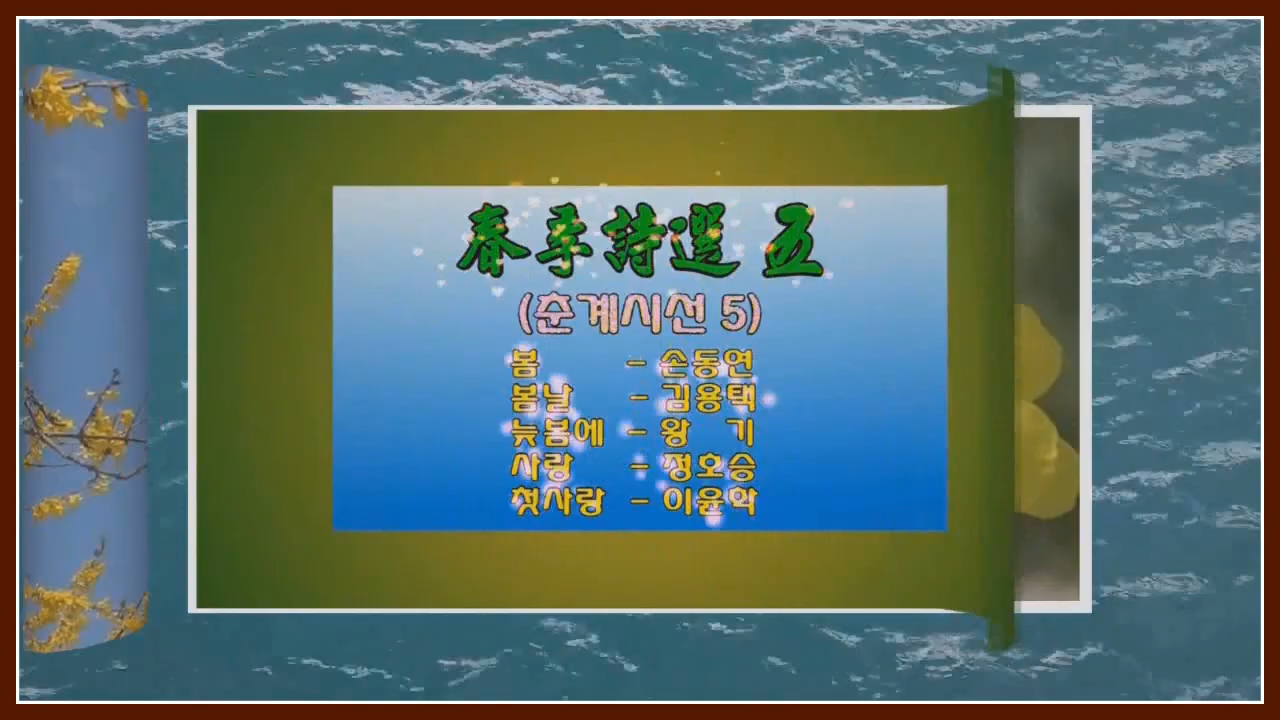 春季詩選 五
(춘계시선 5)
봄 - 손동연
봄날 - 김용택
늦봄에 - 왕 기
사랑 - 정호승
첫사랑 - 이윤학